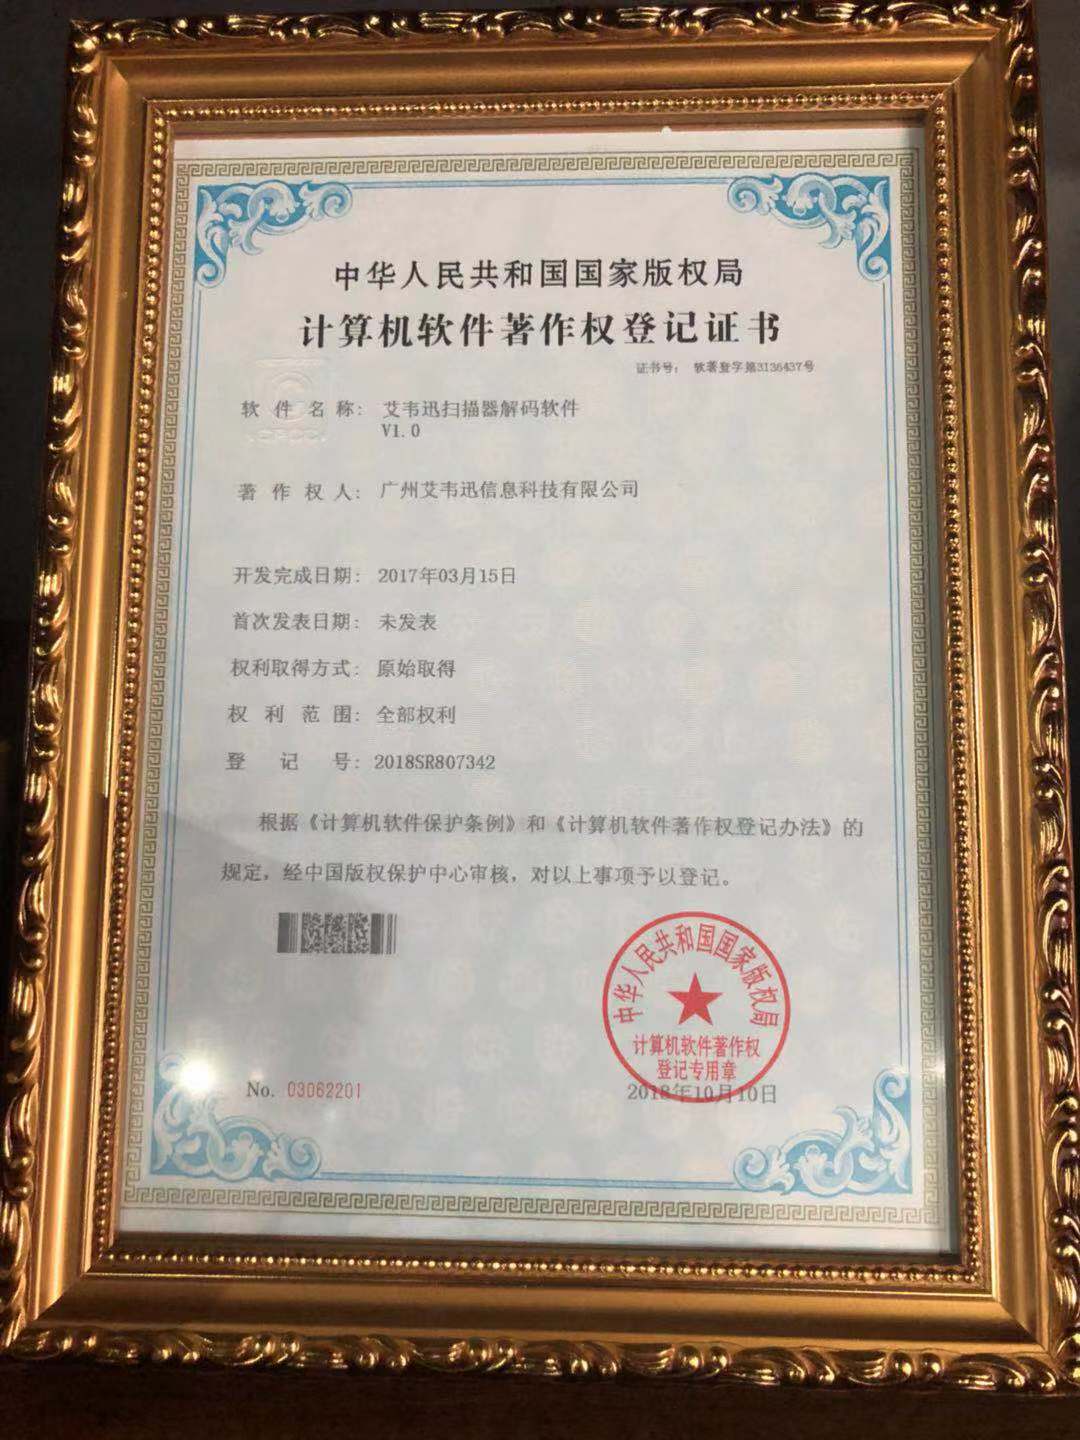 中华人民共和国国家版权局
计算机软件著作权登记证书
证书号： 软著登字第3136437号
软件名称： 艾韦迅扫描器解码软件
V1.0
著作权人： 广州艾韦迅信息科技有限公司
开发完成日期： 2017年03月15日
首次发表日期： 未发表
权利取得方式： 原始取得
权利范围： 全部权利
登记号： 2018SR807342
根据《计算机软件保护条例》和《计算机软件著作权登记办法》的
规定，经中国版权保护中心审核，对以上事项予以登记。
中华人民共和国国家版权局
计算机软件著作权
登记专用章
No. 03062201
2018年10月10日